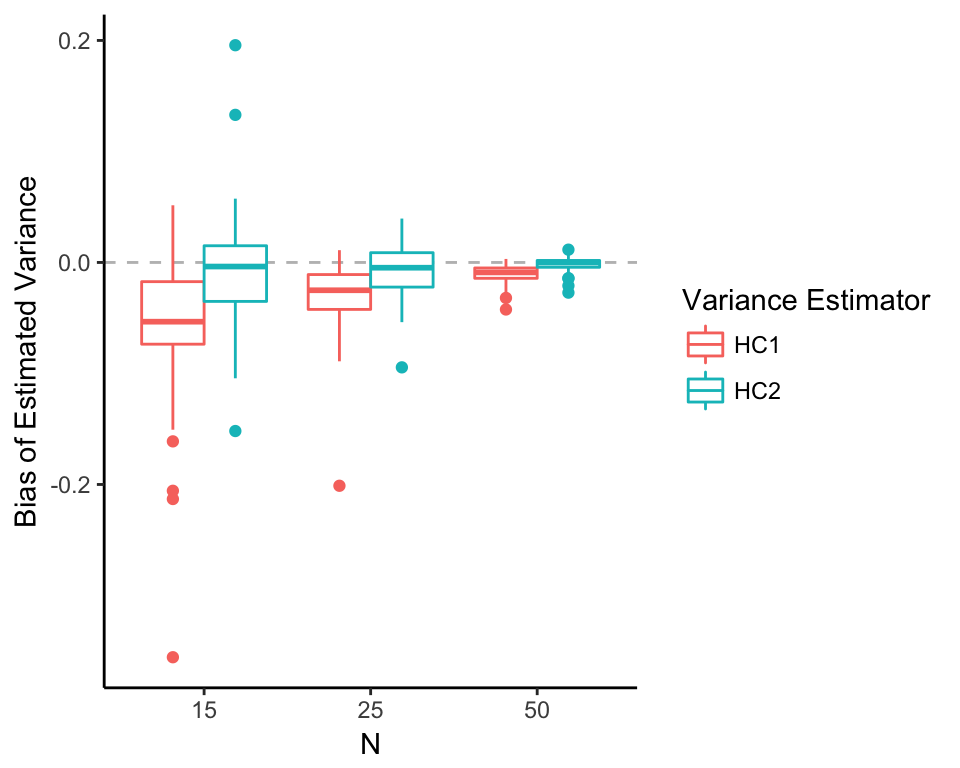 Bias of Estimated Variance
0.2
0.0
-0.2
15
25
50
N
Variance Estimator
HC1
HC2